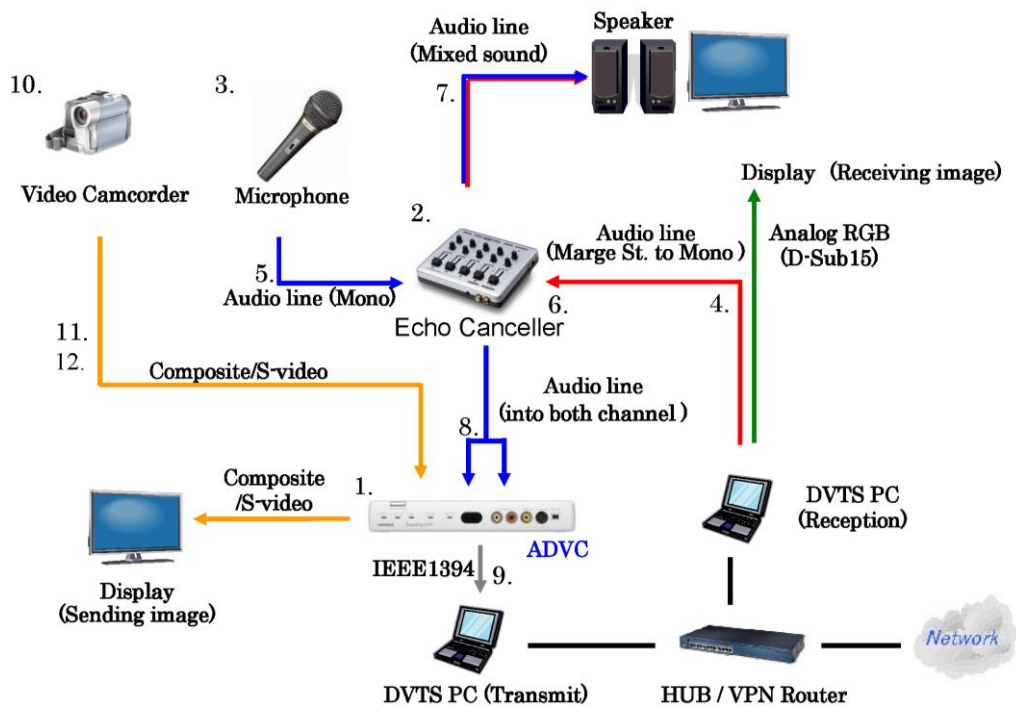 Audio line
(Mixed sound)
Speaker
10.
3.
7.
Video Camcorder
Microphone
Display (Receiving image)
2.
Audio line
(Marge St. to Mono )
Analog RGB
(D-Sub15)
5.
Audio line (Mono)
6.
4.
Echo Canceller
11.
12.
Composite/S-video
Audio line
(into both channel )
8.
Composite
/S-video
1.
ADVC
DVTS PC
(Reception)
IEEE1394
9.
Display
(Sending image)
Network
DVTS PC (Transmit)
HUB / VPN Router